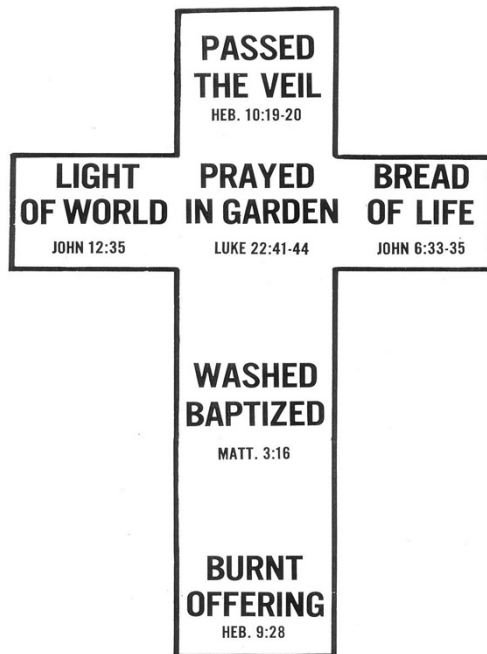 PASSED
THE VEIL
HEB. 10:19-20
LIGHT
OF WORLD
JOHN 12:35
PRAYED
IN GARDEN
LUKE 22:41-44
BREAD
OF LIFE
JOHN 6:33-35
WASHED
BAPTIZED
MATT. 3:16
BURNT
OFFERING
HEB. 9:28